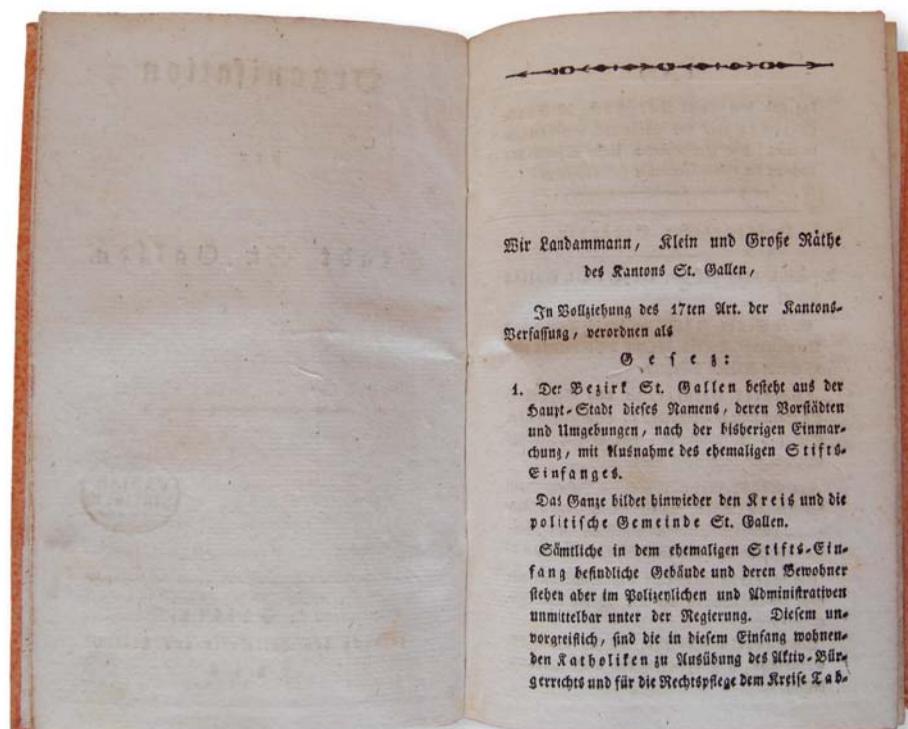 Wir Landammann, Klein und Große Räthe
des Kantons St. Gallen,
In Vollziehung des 17ten Art. der Kantons-
Verfassung, verordnen als
Gesez:
1. Der Bezirk St. Gallen besteht aus der
Haupt-Stadt dieses Namens, deren Vorstädten
und Umgebungen, nach der bisherigen Einmar-
chung, mit Ausnahme des ehemaligen Stifts-
Einfanges.
Das Ganze bildet hinwieder den Kreis und die
politische Gemeinde St. Gallen.
Sämtliche in dem ehemaligen Stifts-Ein-
fang befindliche Gebäude und deren Bewohner
stehen aber im Polizeylichen und Administrativen
unmittelbar unter der Regierung. Diesem un-
vorgreiflich, sind die in diesem Einfang wohnen-
den Katholiken zu Ausübung des Aktiv-Bür-
gerrechts und für die Rechtspflege dem Kreise Tab-